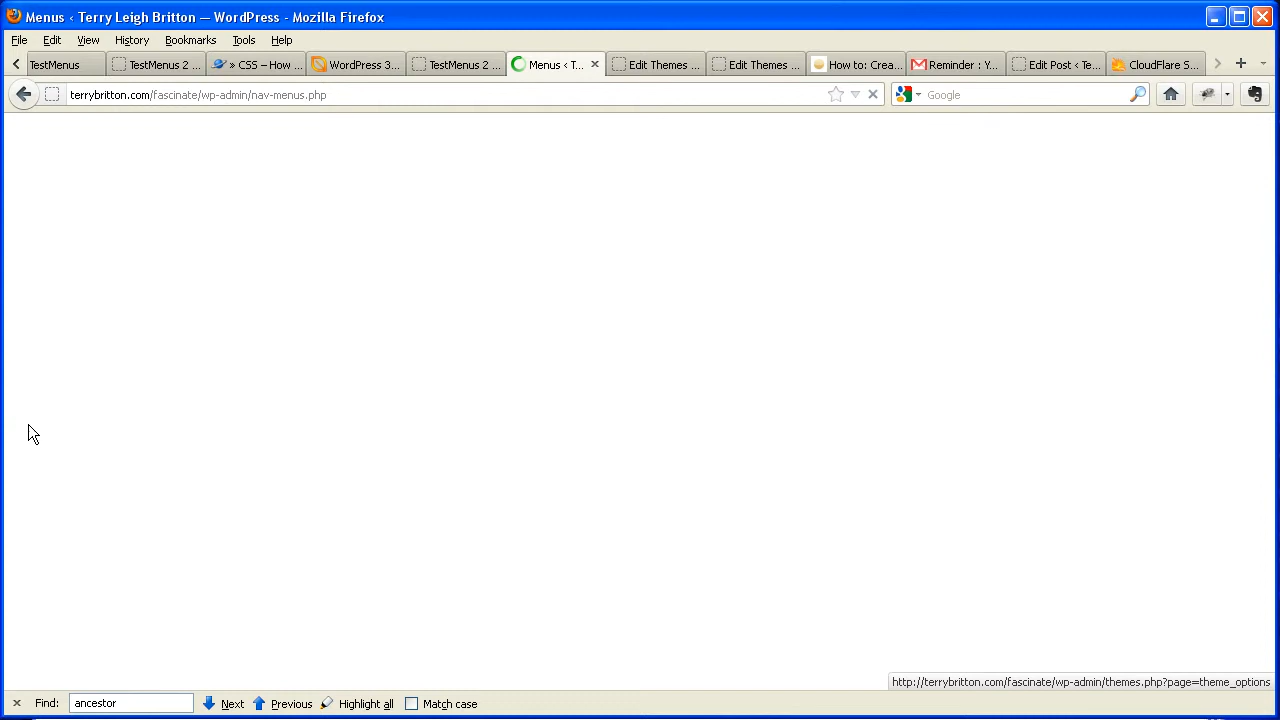 Menus ‹ Terry Leigh Britton — WordPress - Mozilla Firefox
File Edit View History Bookmarks Tools Help
TestMenus TestMenus 2 ... » CSS – How ... WordPress 3... TestMenus 2 ... Menus ‹ T... Edit Themes ... Edit Themes ... How to: Crea... Reminder : Y... Edit Post ‹ Te... CloudFlare S...
terrybritton.com/fascinate/wp-admin/nav-menus.php Google
http://terrybritton.com/fascinate/wp-admin/themes.php?page=theme_options
Find: ancestor Next Previous Highlight all Match case